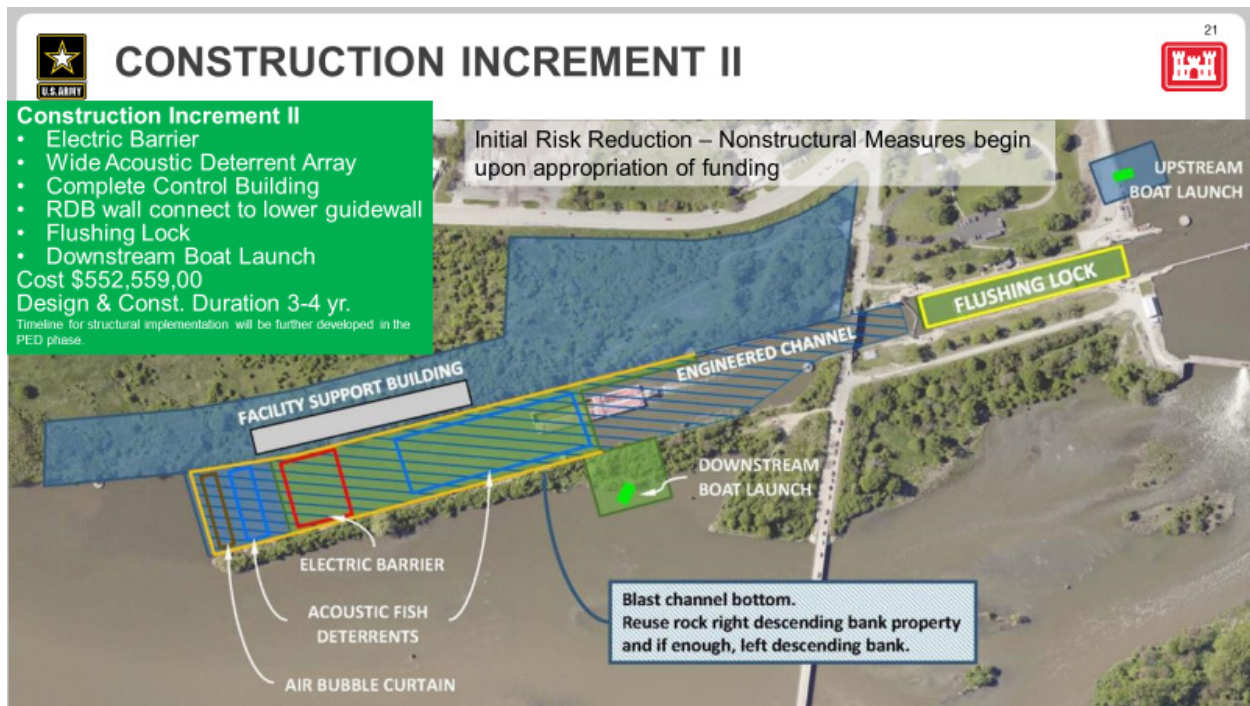 21
U.S.ARMY
CONSTRUCTION INCREMENT II
Construction Increment II
• Electric Barrier
• Wide Acoustic Deterrent Array
• Complete Control Building
• RDB wall connect to lower guidewall
• Flushing Lock
• Downstream Boat Launch
Cost $552,559,00
Design & Const. Duration 3-4 yr.
Timeline for structural implementation will be further developed in the
PED phase.
Initial Risk Reduction – Nonstructural Measures begin
upon appropriation of funding
UPSTREAM
BOAT LAUNCH
FLUSHING LOCK
ENGINEERED CHANNEL
FACILITY SUPPORT BUILDING
DOWNSTREAM
BOAT LAUNCH
ELECTRIC BARRIER
ACOUSTIC FISH
DETERRENTS
AIR BUBBLE CURTAIN
Blast channel bottom.
Reuse rock right descending bank property
and if enough, left descending bank.